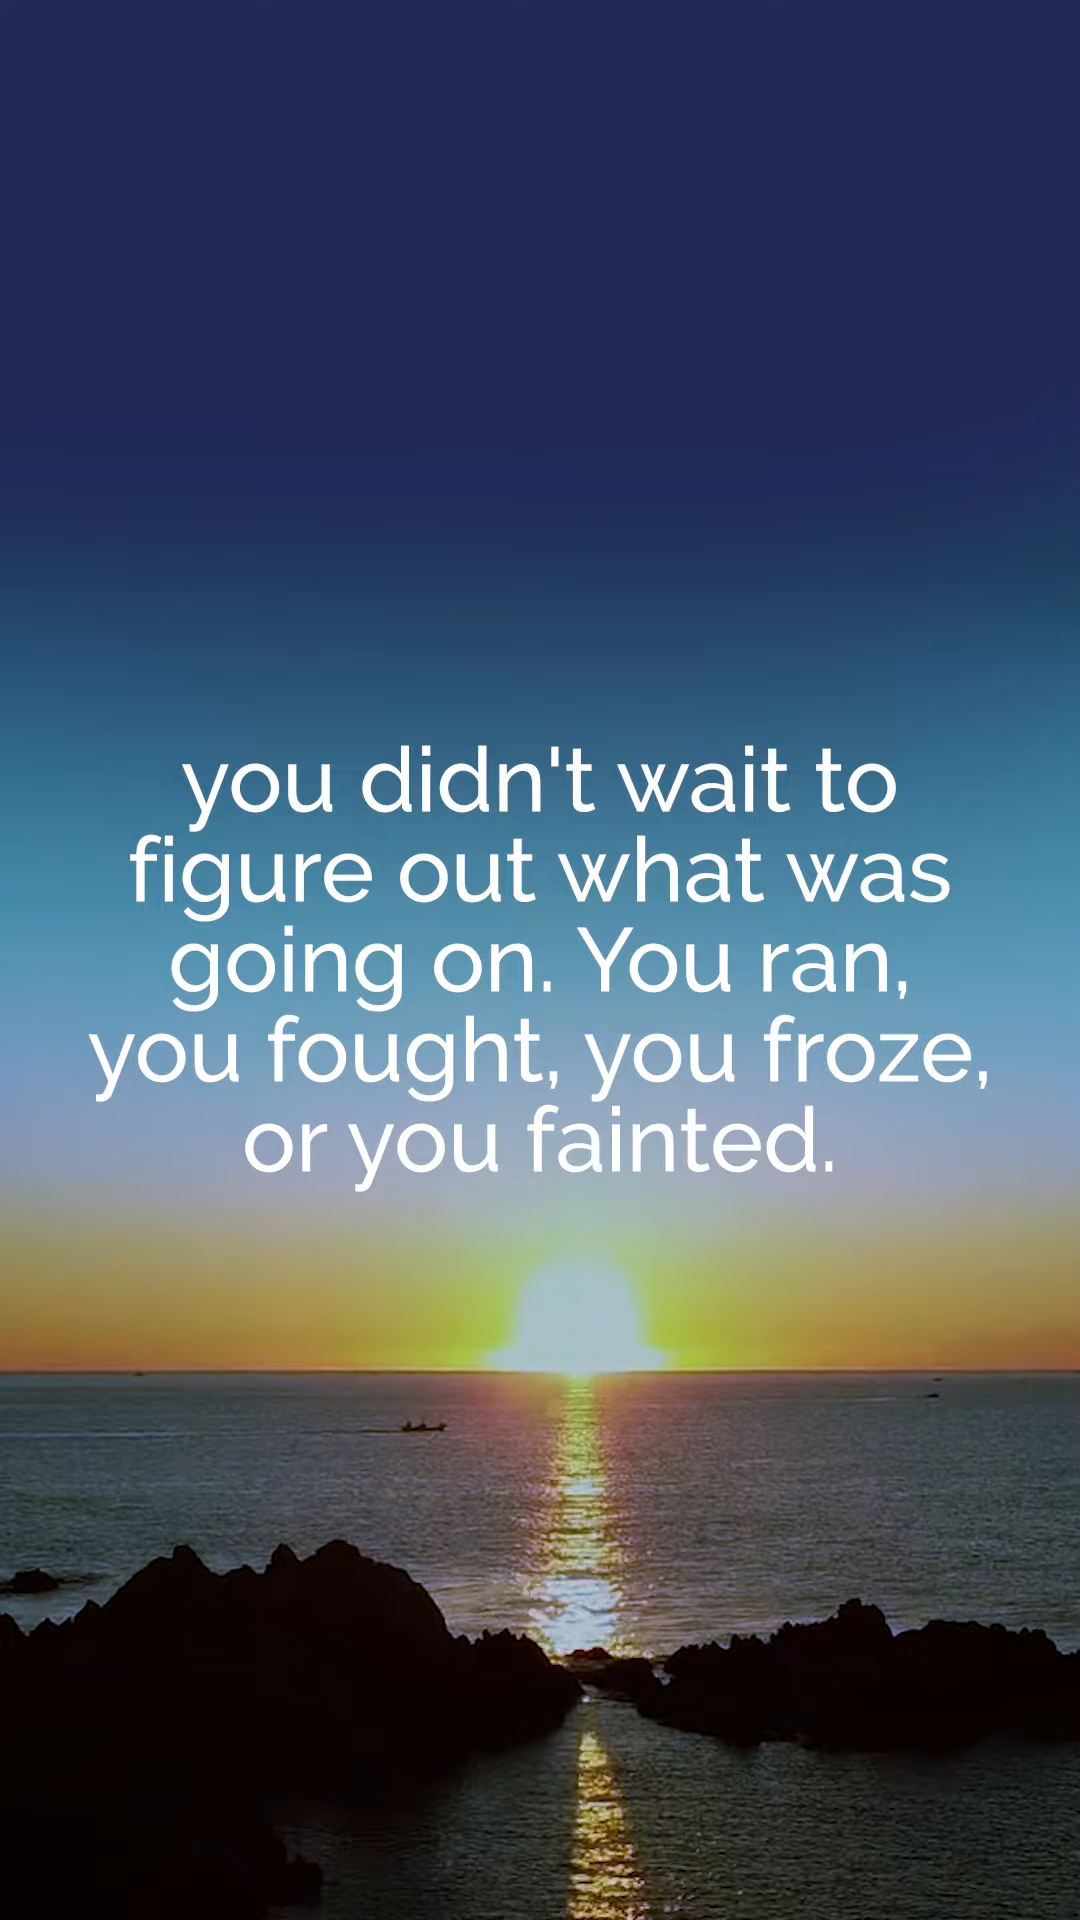 you didn't wait to
figure out what was
going on. You ran,
you fought, you froze,
or you fainted.